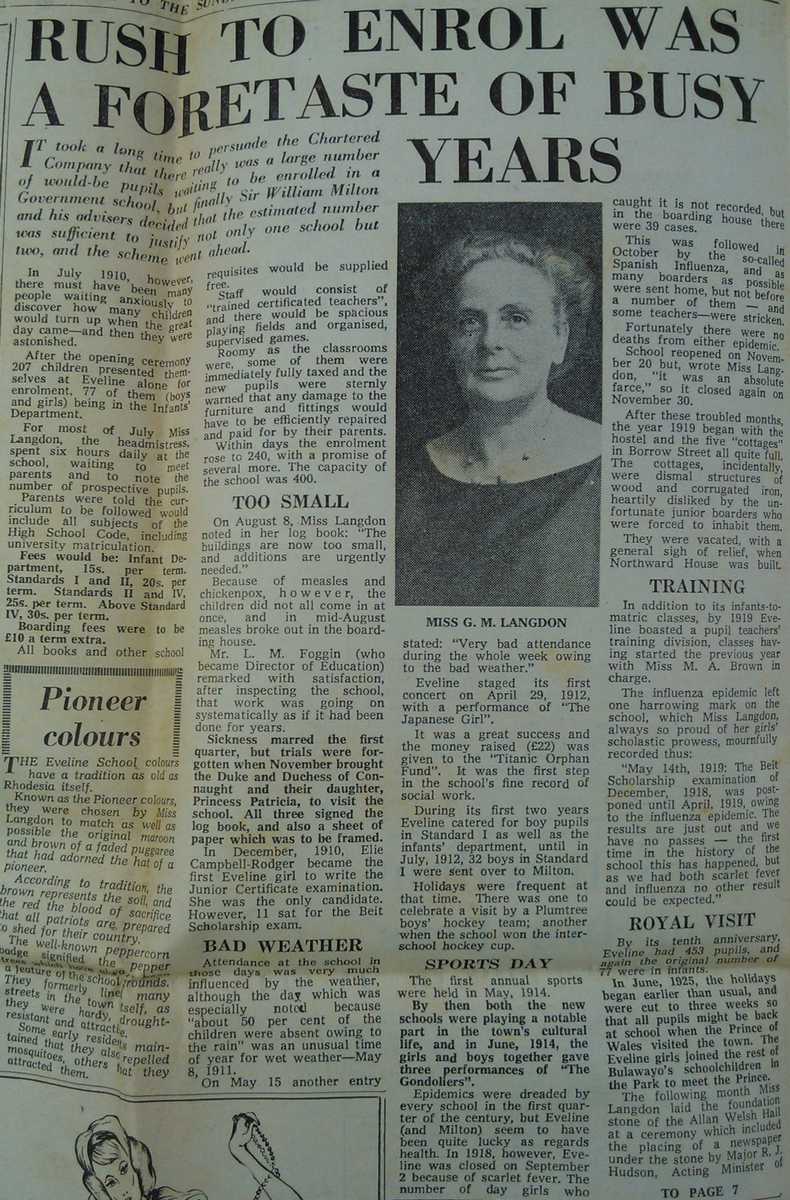 TO THE
RUSH TO ENROL WAS
A FORETASTE OF BUSY
YEARS
IT took a long time to persuade the Chartered
Company that there really was a large number
of would-be pupils waiting to be enrolled in a
Government school, but finally Sir William Milton
and his advisers decided that the estimated number
was sufficient to justify not only one school but
two, and the scheme went ahead.
In July 1910, however,
there must have been many
people waiting anxiously to
discover how many children
would turn up when the great
day came—and then they were
astonished.
After the opening ceremony
207 children presented them-
selves at Eveline alone for
enrolment, 77 of them (boys
and girls) being in the Infants'
Department.
For most of July Miss
Langdon, the headmistress,
spent six hours daily at the
school, waiting to meet
parents and to note the
number of prospective pupils.
Parents were told the cur-
riculum to be followed would
include all subjects of the
High School Code, including
university matriculation.
Fees would be: Infant De-
partment, 15s. per term.
Standards I and II, 20s. per
term. Standards II and IV,
25s. per term. Above Standard
IV, 30s. per term.
Boarding fees were to be
£10 a term extra.
All books and other school
Pioneer
colours
THE Eveline School colours
have a tradition as old as
Rhodesia itself.
Known as the Pioneer colours,
they were chosen by Miss
Langdon to match as well as
possible the original maroon
and brown of a faded puggaree
that had adorned the hat of a
pioneer.
According to tradition, the
brown represents the soil, and
the red the blood of sacrifice
that all patriots are prepared
to shed for their country.
The well-known peppercorn
badge signified the pepper
a feature of the school grounds.
They formerly lined many
streets in the town itself, as
they were hardy, drought-
resistant and attractive.
Some early residents main-
tained that they also repelled
mosquitoes, others that they
attracted them.
requisites would be supplied
free.
Staff would consist of
"trained certificated teachers",
and there would be spacious
playing fields and organised,
supervised games.
Roomy as the classrooms
were, some of them were
immediately fully taxed and the
new pupils were sternly
warned that any damage to the
furniture and fittings would
have to be efficiently repaired
and paid for by their parents.
Within days the enrolment
rose to 240, with a promise of
several more. The capacity of
the school was 400.
TOO SMALL
On August 8, Miss Langdon
noted in her log book: "The
buildings are now too small,
and additions are urgently
needed."
Because of measles and
chickenpox, however, the
children did not all come in at
once, and in mid-August
measles broke out in the board-
ing house.
Mr. L. M. Foggin (who
became Director of Education)
remarked with satisfaction,
after inspecting the school,
that work was going on
systematically as if it had been
done for years.
Sickness marred the first
quarter, but trials were for-
gotten when November brought
the Duke and Duchess of Con-
naught and their daughter,
Princess Patricia, to visit the
school. All three signed the
log book, and also a sheet of
paper which was to be framed.
In December, 1910, Elie
Campbell-Rodger became the
first Eveline girl to write the
Junior Certificate examination.
She was the only candidate.
However, 11 sat for the Beit
Scholarship exam.
BAD WEATHER
Attendance at the school in
those days was very much
influenced by the weather,
although the day which was
especially noted because
"about 50 per cent of the
children were absent owing to
the rain" was an unusual time
of year for wet weather—May
8, 1911.
On May 15 another entry
MISS G. M. LANGDON
stated: "Very bad attendance
during the whole week owing
to the bad weather."
Eveline staged its first
concert on April 29, 1912,
with a performance of "The
Japanese Girl".
It was a great success and
the money raised (£22) was
given to the "Titanic Orphan
Fund". It was the first step
in the school's fine record of
social work.
During its first two years
Eveline catered for boy pupils
in Standard I as well as the
infants' department, until in
July, 1912, 32 boys in Standard
I were sent over to Milton.
Holidays were frequent at
that time. There was one to
celebrate a visit by a Plumtree
boys' hockey team; another
when the school won the inter-
school hockey cup.
SPORTS DAY
The first annual sports
were held in May, 1914.
By then both the new
schools were playing a notable
part in the town's cultural
life, and in June, 1914, the
girls and boys together gave
three performances of "The
Gondoliers".
Epidemics were dreaded by
every school in the first quar-
ter of the century, but Eveline
(and Milton) seem to have
been quite lucky as regards
health. In 1918, however, Eve-
line was closed on September
2 because of scarlet fever. The
number of day girls who
caught it is not recorded, but
in the boarding house there
were 39 cases.
This was followed in
October by the so-called
Spanish Influenza, and as
many boarders as possible
were sent home, but not before
a number of them — and
some teachers—were stricken.
Fortunately there were no
deaths from either epidemic.
School reopened on Novem-
ber 20 but, wrote Miss Lang-
don, "it was an absolute
farce," so it closed again on
November 30.
After these troubled months,
the year 1919 began with the
hostel and the five "cottages"
in Borrow Street all quite full.
The cottages, incidentally,
were dismal structures of
wood and corrugated iron,
heartily disliked by the un-
fortunate junior boarders who
were forced to inhabit them.
They were vacated, with a
general sigh of relief, when
Northward House was built.
TRAINING
In addition to its infants-to-
matric classes, by 1919 Eve-
line boasted a pupil teachers'
training division, classes hav-
ing started the previous year
with Miss M. A. Brown in
charge.
The influenza epidemic left
one harrowing mark on the
school, which Miss Langdon,
always so proud of her girls'
scholastic prowess, mournfully
recorded thus:
"May 14th, 1919: The Beit
Scholarship examination of
December, 1918, was post-
poned until April, 1919, owing
to the influenza epidemic. The
results are just out and we
have no passes — the first
time in the history of the
school this has happened, but
as we had both scarlet fever
and influenza no other result
could be expected."
ROYAL VISIT
By its tenth anniversary,
Eveline had 453 pupils, and
again the original number of
77 were in infants.
In June, 1925, the holidays
began earlier than usual, and
were cut to three weeks so
that all pupils might be back
at school when the Prince of
Wales visited the town. The
Eveline girls joined the rest of
Bulawayo's schoolchildren in
the Park to meet the Prince.
The following month Miss
Langdon laid the foundation
stone of the Allan Welsh Hall
at a ceremony which included
the placing of a newspaper
under the stone by Major R. J.
Hudson, Acting Minister of
TO PAGE 7